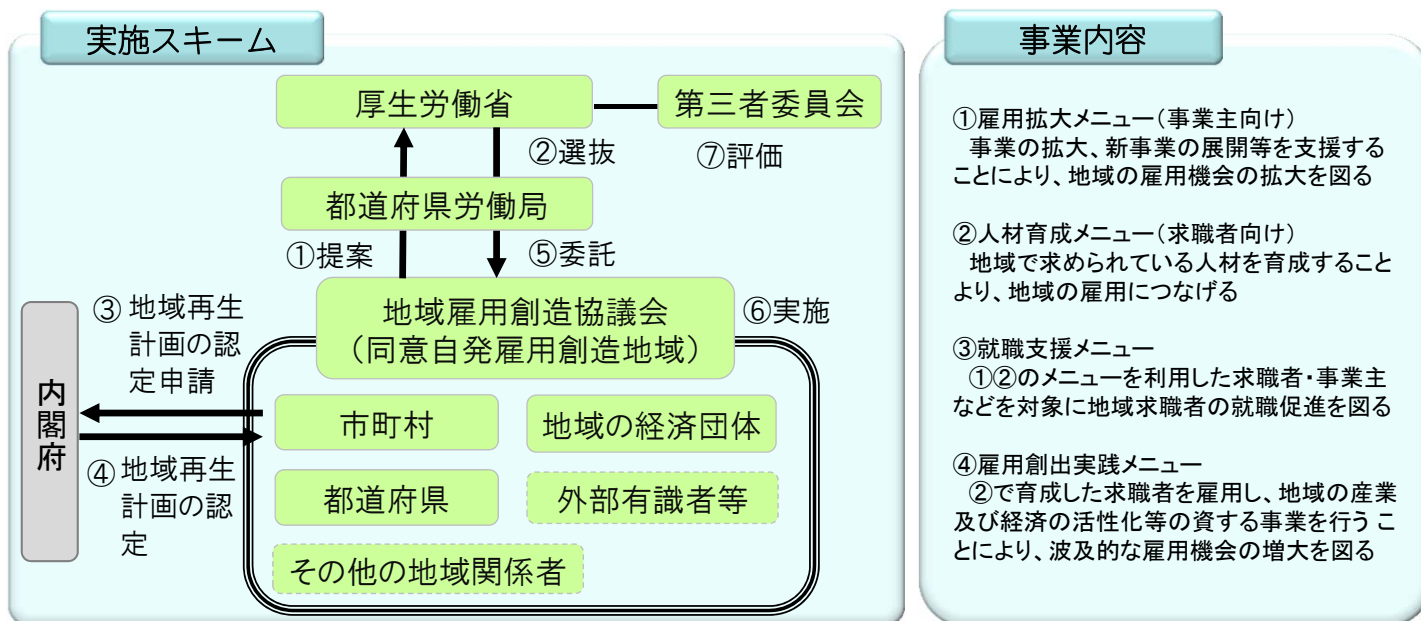 実施スキーム
厚生労働省
第三者委員会
②選抜
⑦評価
都道府県労働局
①提案
⑤委託
地域雇用創造協議会
（同意自発雇用創造地域）
⑥実施
③ 地域再生
計画の認
定申請
内閣府
④ 地域再生
計画の認
定
市町村
地域の経済団体
都道府県
外部有識者等
その他の地域関係者
事業内容
①雇用拡大メニュー（事業主向け）
事業の拡大、新事業の展開等を支援する
ことにより、地域の雇用機会の拡大を図る
②人材育成メニュー（求職者向け）
地域で求められている人材を育成すること
より、地域の雇用につなげる
③就職支援メニュー
①②のメニューを利用した求職者・事業主
などを対象に地域求職者の就職促進を図る
④雇用創出実践メニュー
②で育成した求職者を雇用し、地域の産業
及び経済の活性化等の資する事業を行うこ
とにより、波及的な雇用機会の増大を図る